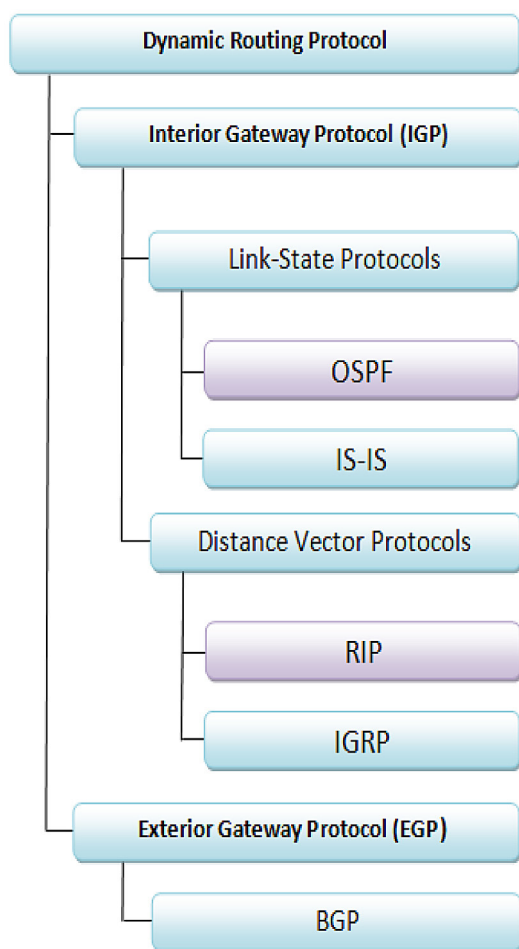 Dynamic Routing Protocol
Interior Gateway Protocol (IGP)
Link-State Protocols
OSPF
IS-IS
Distance Vector Protocols
RIP
IGRP
Exterior Gateway Protocol (EGP)
BGP